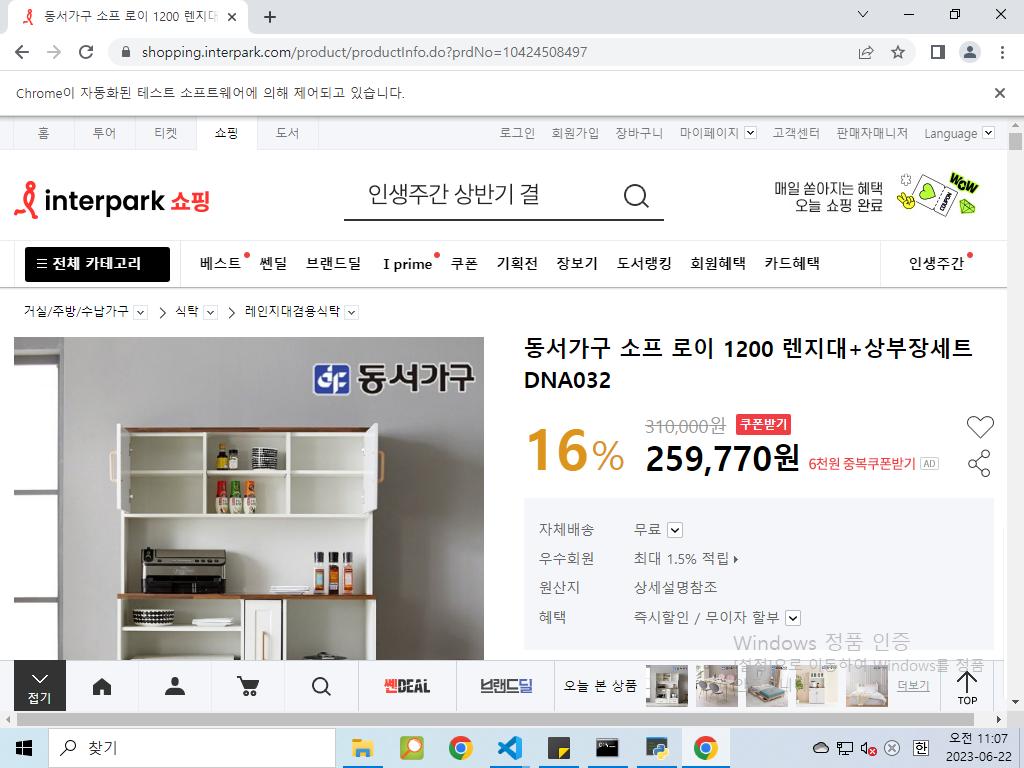 동서가구 소프 로이 1200 렌지대
Chrome이 자동화된 테스트 소프트웨어에 의해 제어되고 있습니다.
shopping.interpark.com/product/productInfo.do?prdNo=10424508497
홈 투어 티켓 쇼핑 도서 로그인 회원가입 장바구니 마이페이지 고객센터 판매자매니저 Language
interpark 쇼핑
인생주간 상반기 결
매일 쏟아지는 혜택
오늘 쇼핑 완료
COUPON
WOW
전체 카테고리 베스트 쎈딜 브랜드딜 I prime 쿠폰 기획전 장보기 도서랭킹 회원혜택 카드혜택 인생주간
거실/주방/수납가구 식탁 레인지대겸용식탁
동서가구
동서가구 소프 로이 1200 렌지대+상부장세트
DNA032
16%
310,000원 쿠폰받기
259,770원 6천원 중복쿠폰받기 AD
자체배송 무료
우수회원 최대 1.5% 적립
원산지 상세설명참조
혜택 즉시할인 / 무이자 할부
Windows 정품 인증
[설정]으로 이동하여 Windows를 정품
접기
쎈DEAL 브랜드딜 오늘 본 상품 더보기 TOP
찾기
한
오전 11:07
2023-06-22